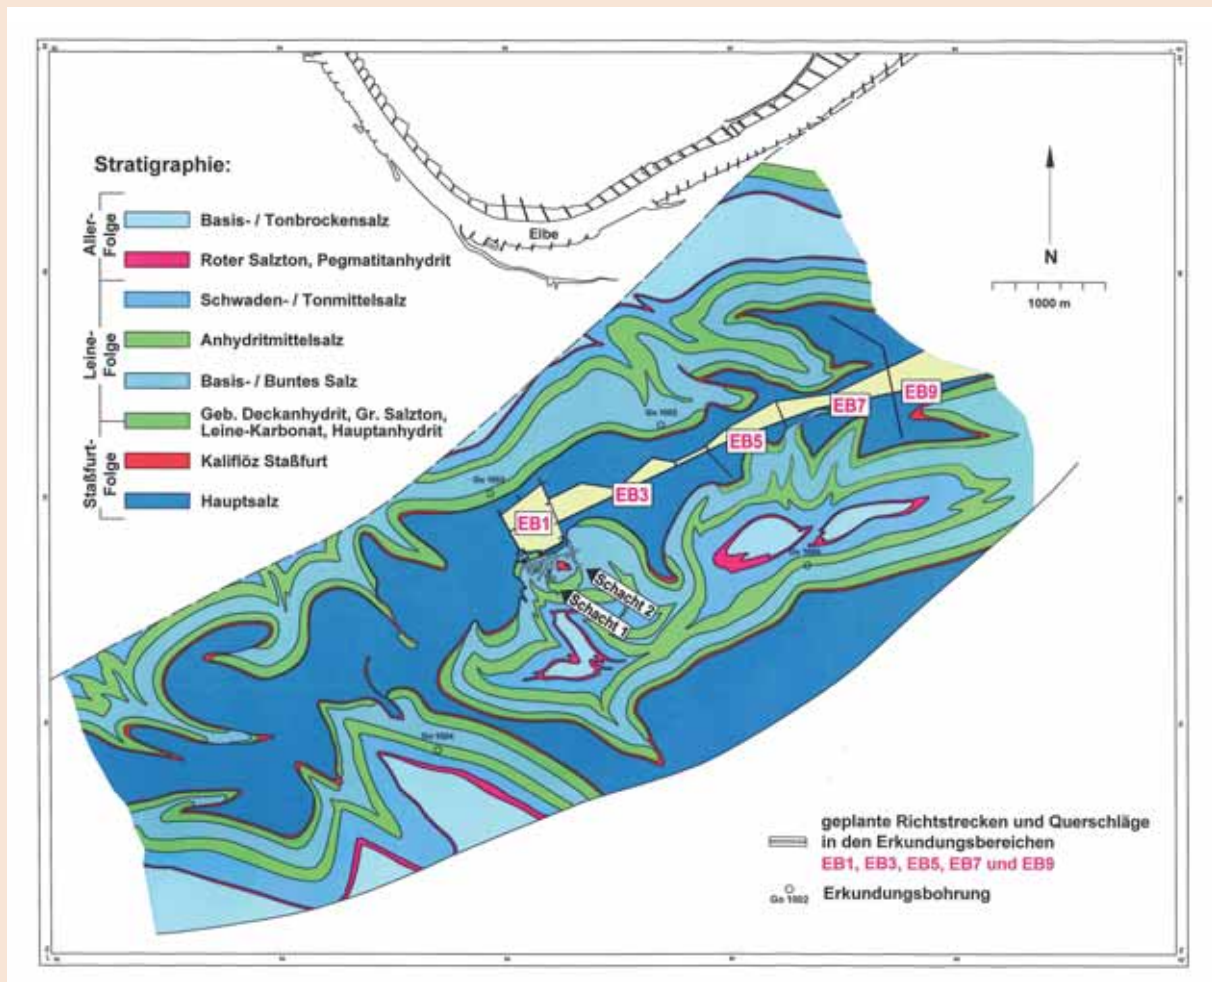 Stratigraphie:
Aller-
Folge
Basis- / Tonbrockensalz
Roter Salzton, Pegmatitanhydrit
Leine-
Folge
Schwaden- / Tonmittelsalz
Anhydritmittelsalz
Basis- / Buntes Salz
Geb. Deckanhydrit, Gr. Salzton,
Leine-Karbonat, Hauptanhydrit
Staßfurt-
Folge
Kaliflöz Staßfurt
Hauptsalz
Elbe
N
1000 m
EB9
EB7
EB5
EB3
EB1
Schacht 2
Schacht 1
Go 1004
geplante Richtstrecken und Querschläge
in den Erkundungsbereichen
EB1, EB3, EB5, EB7 und EB9
Go 1002
Erkundungsbohrung